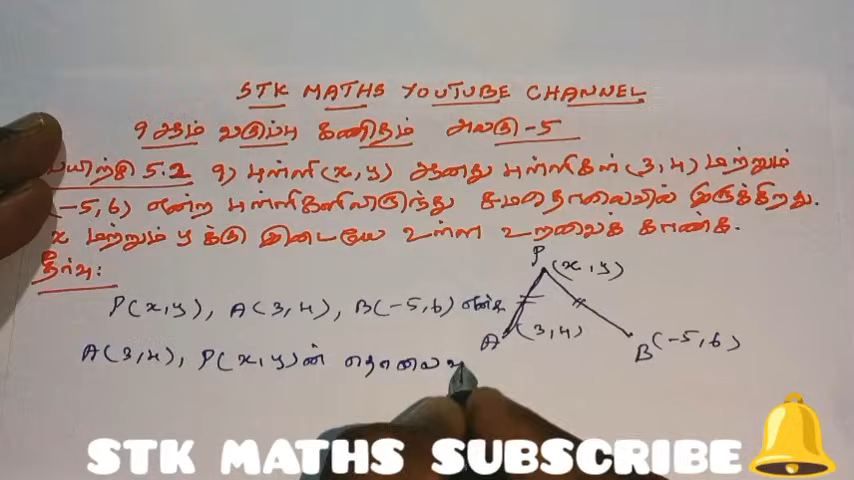 STK MATHS YOUTUBE CHANNEL
9 ஆம் வகுப்பு கணிதம் அலகு-5
பயிற்சி 5.2 9) புள்ளி (x, y) ஆனது புள்ளிகள் (3, 4) மற்றும்
(-5, 6) என்ற புள்ளிகளிலிருந்து சமதொலைவில் இருக்கிறது.
x மற்றும் y க்கு இடையே உள்ள உறவைக் காண்க.
தீர்வு:
P(x, y), A(3, 4), B(-5, 6) என்க
A(3, 4), P(x, y)ன் தொலைவு
P (x, y)
A (3, 4)
B (-5, 6)
STK MATHS SUBSCRIBE